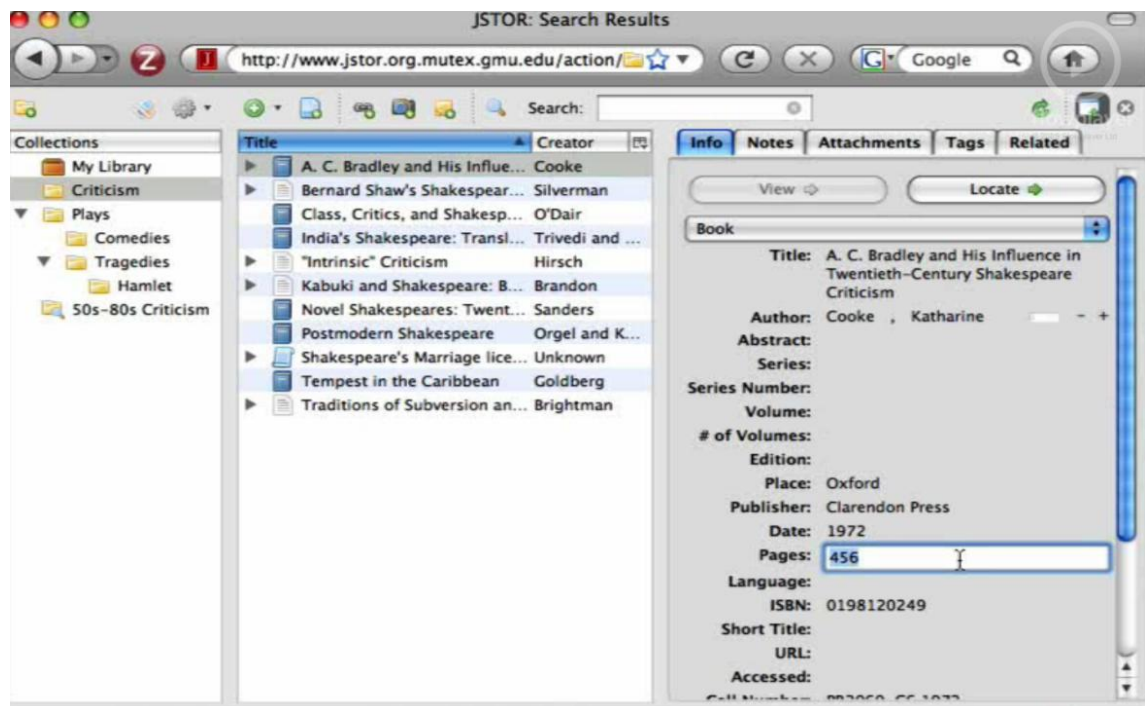 JSTOR: Search Results
http://www.jstor.org.mutex.gmu.edu/action/
Google
Search:
Collections
My Library
Criticism
Plays
Comedies
Tragedies
Hamlet
50s-80s Criticism
Title Creator
A. C. Bradley and His Influe... Cooke
Bernard Shaw's Shakespear... Silverman
Class, Critics, and Shakesp... O'Dair
India's Shakespeare: Transl... Trivedi and ...
"Intrinsic" Criticism Hirsch
Kabuki and Shakespeare: B... Brandon
Novel Shakespeares: Twent... Sanders
Postmodern Shakespeare Orgel and K...
Shakespeare's Marriage lice... Unknown
Tempest in the Caribbean Goldberg
Traditions of Subversion an... Brightman
Info Notes Attachments Tags Related
View Locate
Book
Title: A. C. Bradley and His Influence in
Twentieth-Century Shakespeare
Criticism
Author: Cooke , Katharine - +
Abstract:
Series:
Series Number:
Volume:
# of Volumes:
Edition:
Place: Oxford
Publisher: Clarendon Press
Date: 1972
Pages: 456
Language:
ISBN: 0198120249
Short Title:
URL:
Accessed: